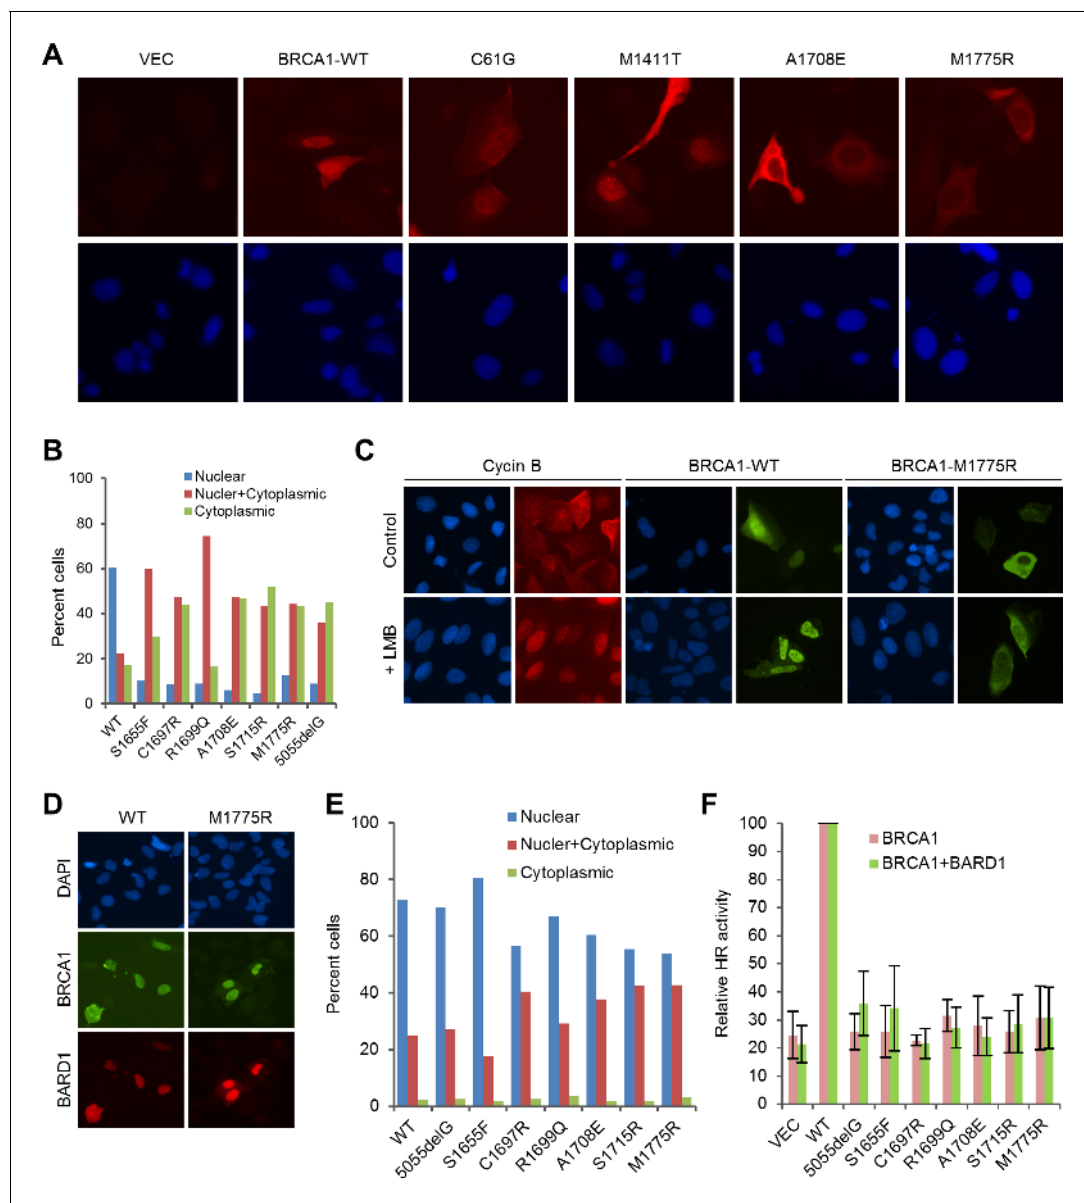 A
VEC BRCA1-WT C61G M1411T A1708E M1775R
B
Nuclear
Nucler+Cytoplasmic
Cytoplasmic
Percent cells
100
80
60
40
20
0
WT S1655F C1697R R1699Q A1708E S1715R M1775R 5055delG
C
Cycin B BRCA1-WT BRCA1-M1775R
Control
+ LMB
D
WT M1775R
DAPI
BRCA1
BARD1
E
Nuclear
Nucler+Cytoplasmic
Cytoplasmic
Percent cells
100
80
60
40
20
0
WT 5055delG S1655F C1697R R1699Q A1708E S1715R M1775R
F
BRCA1
BRCA1+BARD1
Relative HR activity
100
90
80
70
60
50
40
30
20
10
0
VEC WT 5055delG S1655F C1697R R1699Q A1708E S1715R M1775R